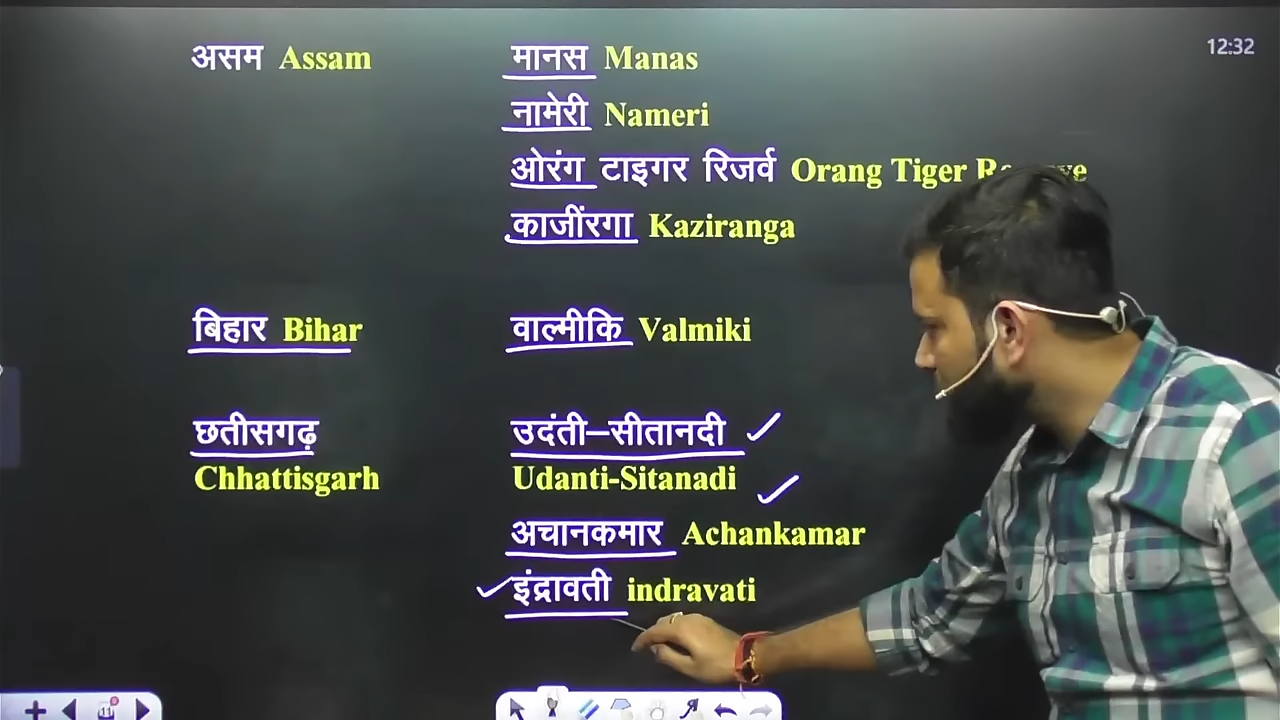 12:32
असम Assam मानस Manas
नामेरी Nameri
ओरंग टाइगर रिजर्व Orang Tiger
काजींरगा Kaziranga
बिहार Bihar वाल्मीकि Valmiki
छतीसगढ़ उदंती–सीतानदी
Chhattisgarh Udanti-Sitanadi
अचानकमार Achankamar
इंद्रावती indravati